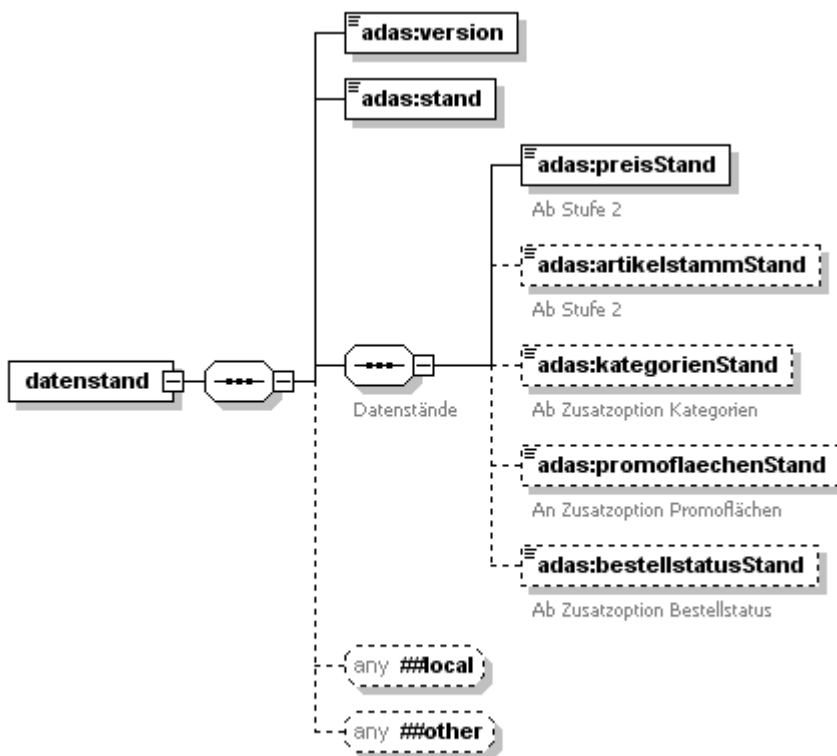 adas:version
adas:stand
adas:preisStand
Ab Stufe 2
adas:artikelstammStand
Ab Stufe 2
datenstand
Datenstände
adas:kategorienStand
Ab Zusatzoption Kategorien
adas:promoflaechenStand
An Zusatzoption Promoflächen
adas:bestellstatusStand
Ab Zusatzoption Bestellstatus
any ##local
any ##other